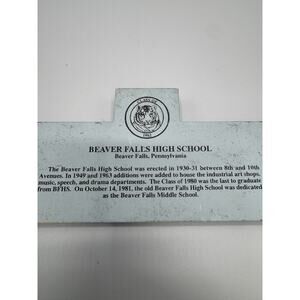 BEAVER FALLS HIGH SCHOOL
Beaver Falls, Pennsylvania
The Beaver Falls High School was erected in 1930-31 between 8th and 10th
Avenues. In 1949 and 1963 additions were added to house the industrial art shops,
music, speech, and drama departments. The Class of 1980 was the last to graduate
from BFHS. On October 14, 1981, the old Beaver Falls High School was dedicated
as the Beaver Falls Middle School.